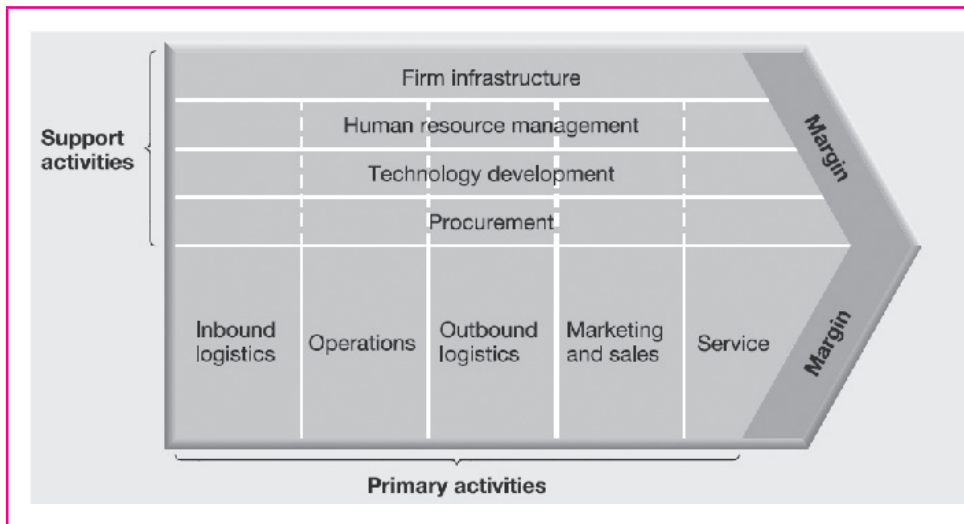 Firm infrastructure
Human resource management
Support
activities
Technology development
Procurement
Margin
Inbound
logistics
Operations
Outbound
logistics
Marketing
and sales
Service
Margin
Primary activities